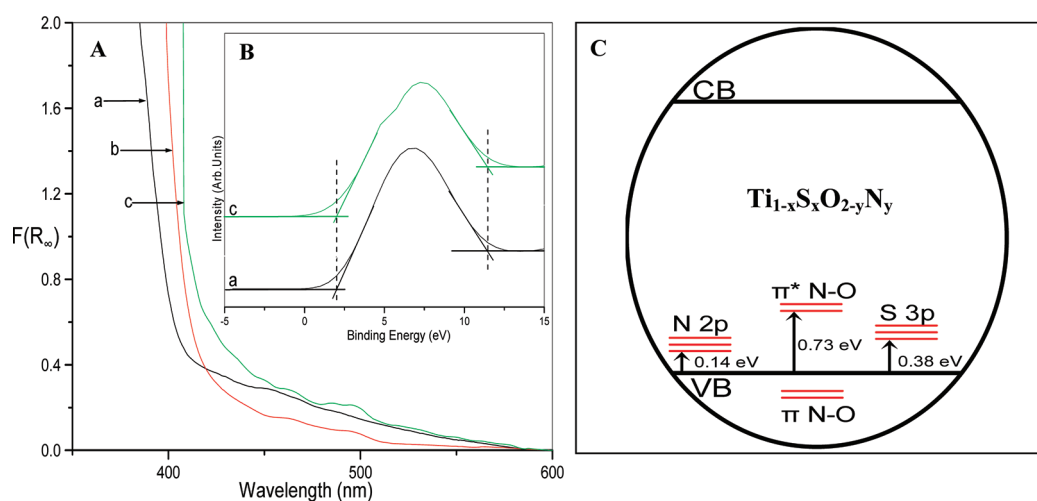 A
2.0
1.6
1.2
0.8
0.4
0.0
F(R∞)
400
500
600
Wavelength (nm)
a
b
c
B
Intensity (Arb.Units)
c
a
-5
0
5
10
15
Binding Energy (eV)
C
CB
Ti1-xSxO2-yNy
π* N-O
N 2p
S 3p
0.14 eV
0.73 eV
0.38 eV
VB
π N-O